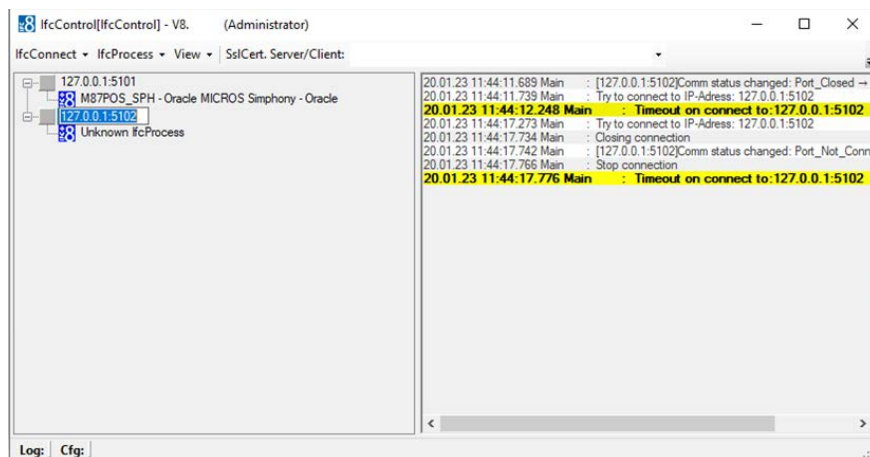 IfcControl[IfcControl] - V8. (Administrator)
IfcConnect IfcProcess View SslCert. Server/Client:
127.0.0.1:5101
M87POS_SPH - Oracle MICROS Simphony - Oracle
127.0.0.1:5102
Unknown IfcProcess
20.01.23 11:44:11.689 Main : [127.0.0.1:5102]Comm status changed: Port_Closed →
20.01.23 11:44:11.739 Main : Try to connect to IP-Adress: 127.0.0.1:5102
20.01.23 11:44:12.248 Main : Timeout on connect to:127.0.0.1:5102
20.01.23 11:44:17.273 Main : Try to connect to IP-Adress: 127.0.0.1:5102
20.01.23 11:44:17.734 Main : Closing connection
20.01.23 11:44:17.742 Main : [127.0.0.1:5102]Comm status changed: Port_Not_Conn
20.01.23 11:44:17.766 Main : Stop connection
20.01.23 11:44:17.776 Main : Timeout on connect to:127.0.0.1:5102
Log: Cfg: